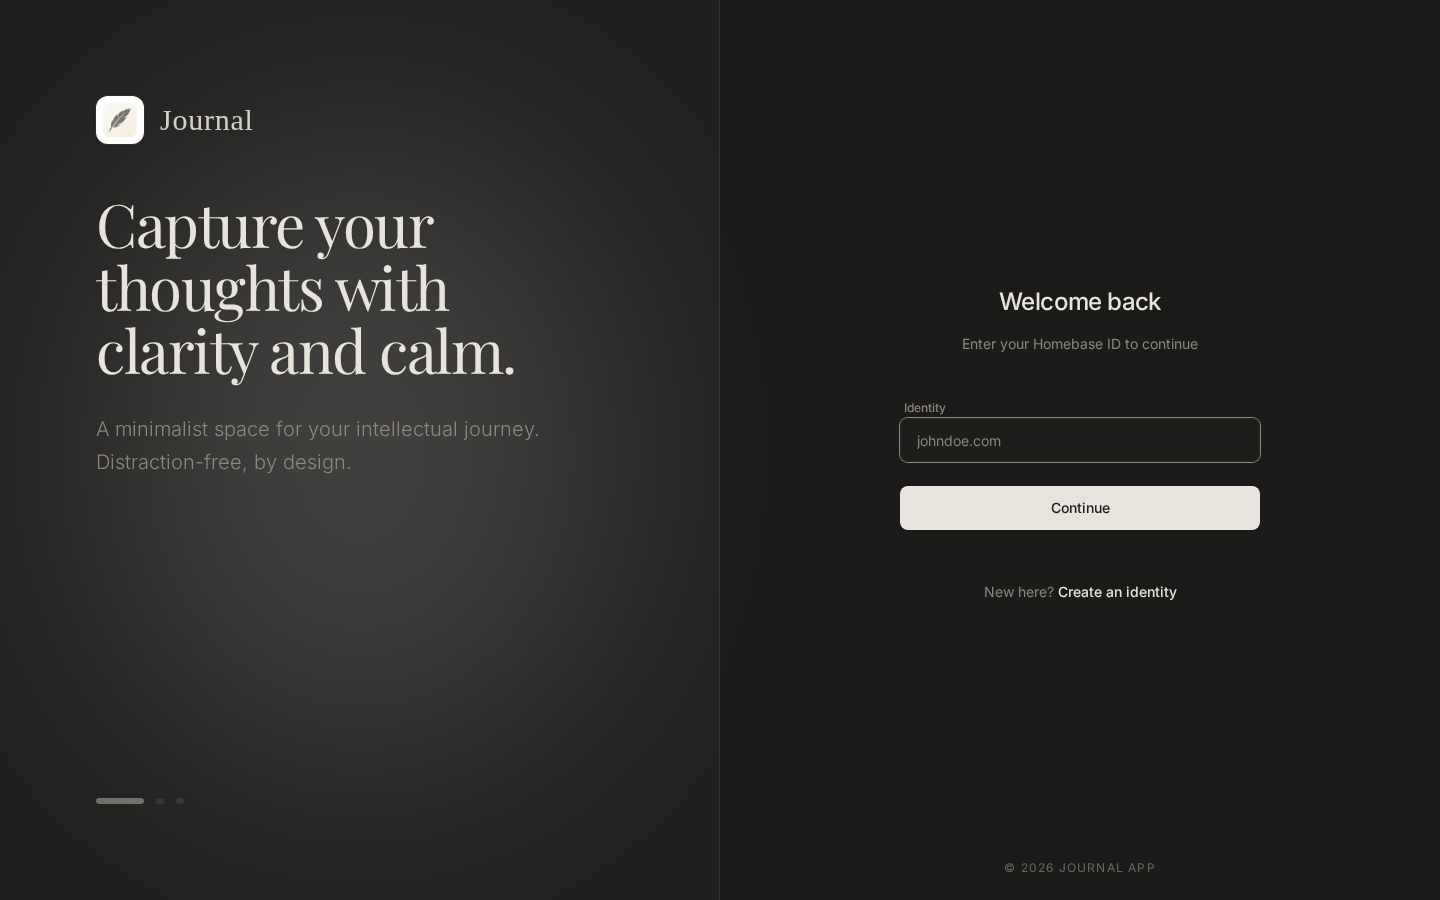 Journal
Capture your
thoughts with
clarity and calm.
A minimalist space for your intellectual journey.
Distraction-free, by design.
Welcome back
Enter your Homebase ID to continue
Identity
johndoe.com
Continue
New here? Create an identity
© 2026 JOURNAL APP